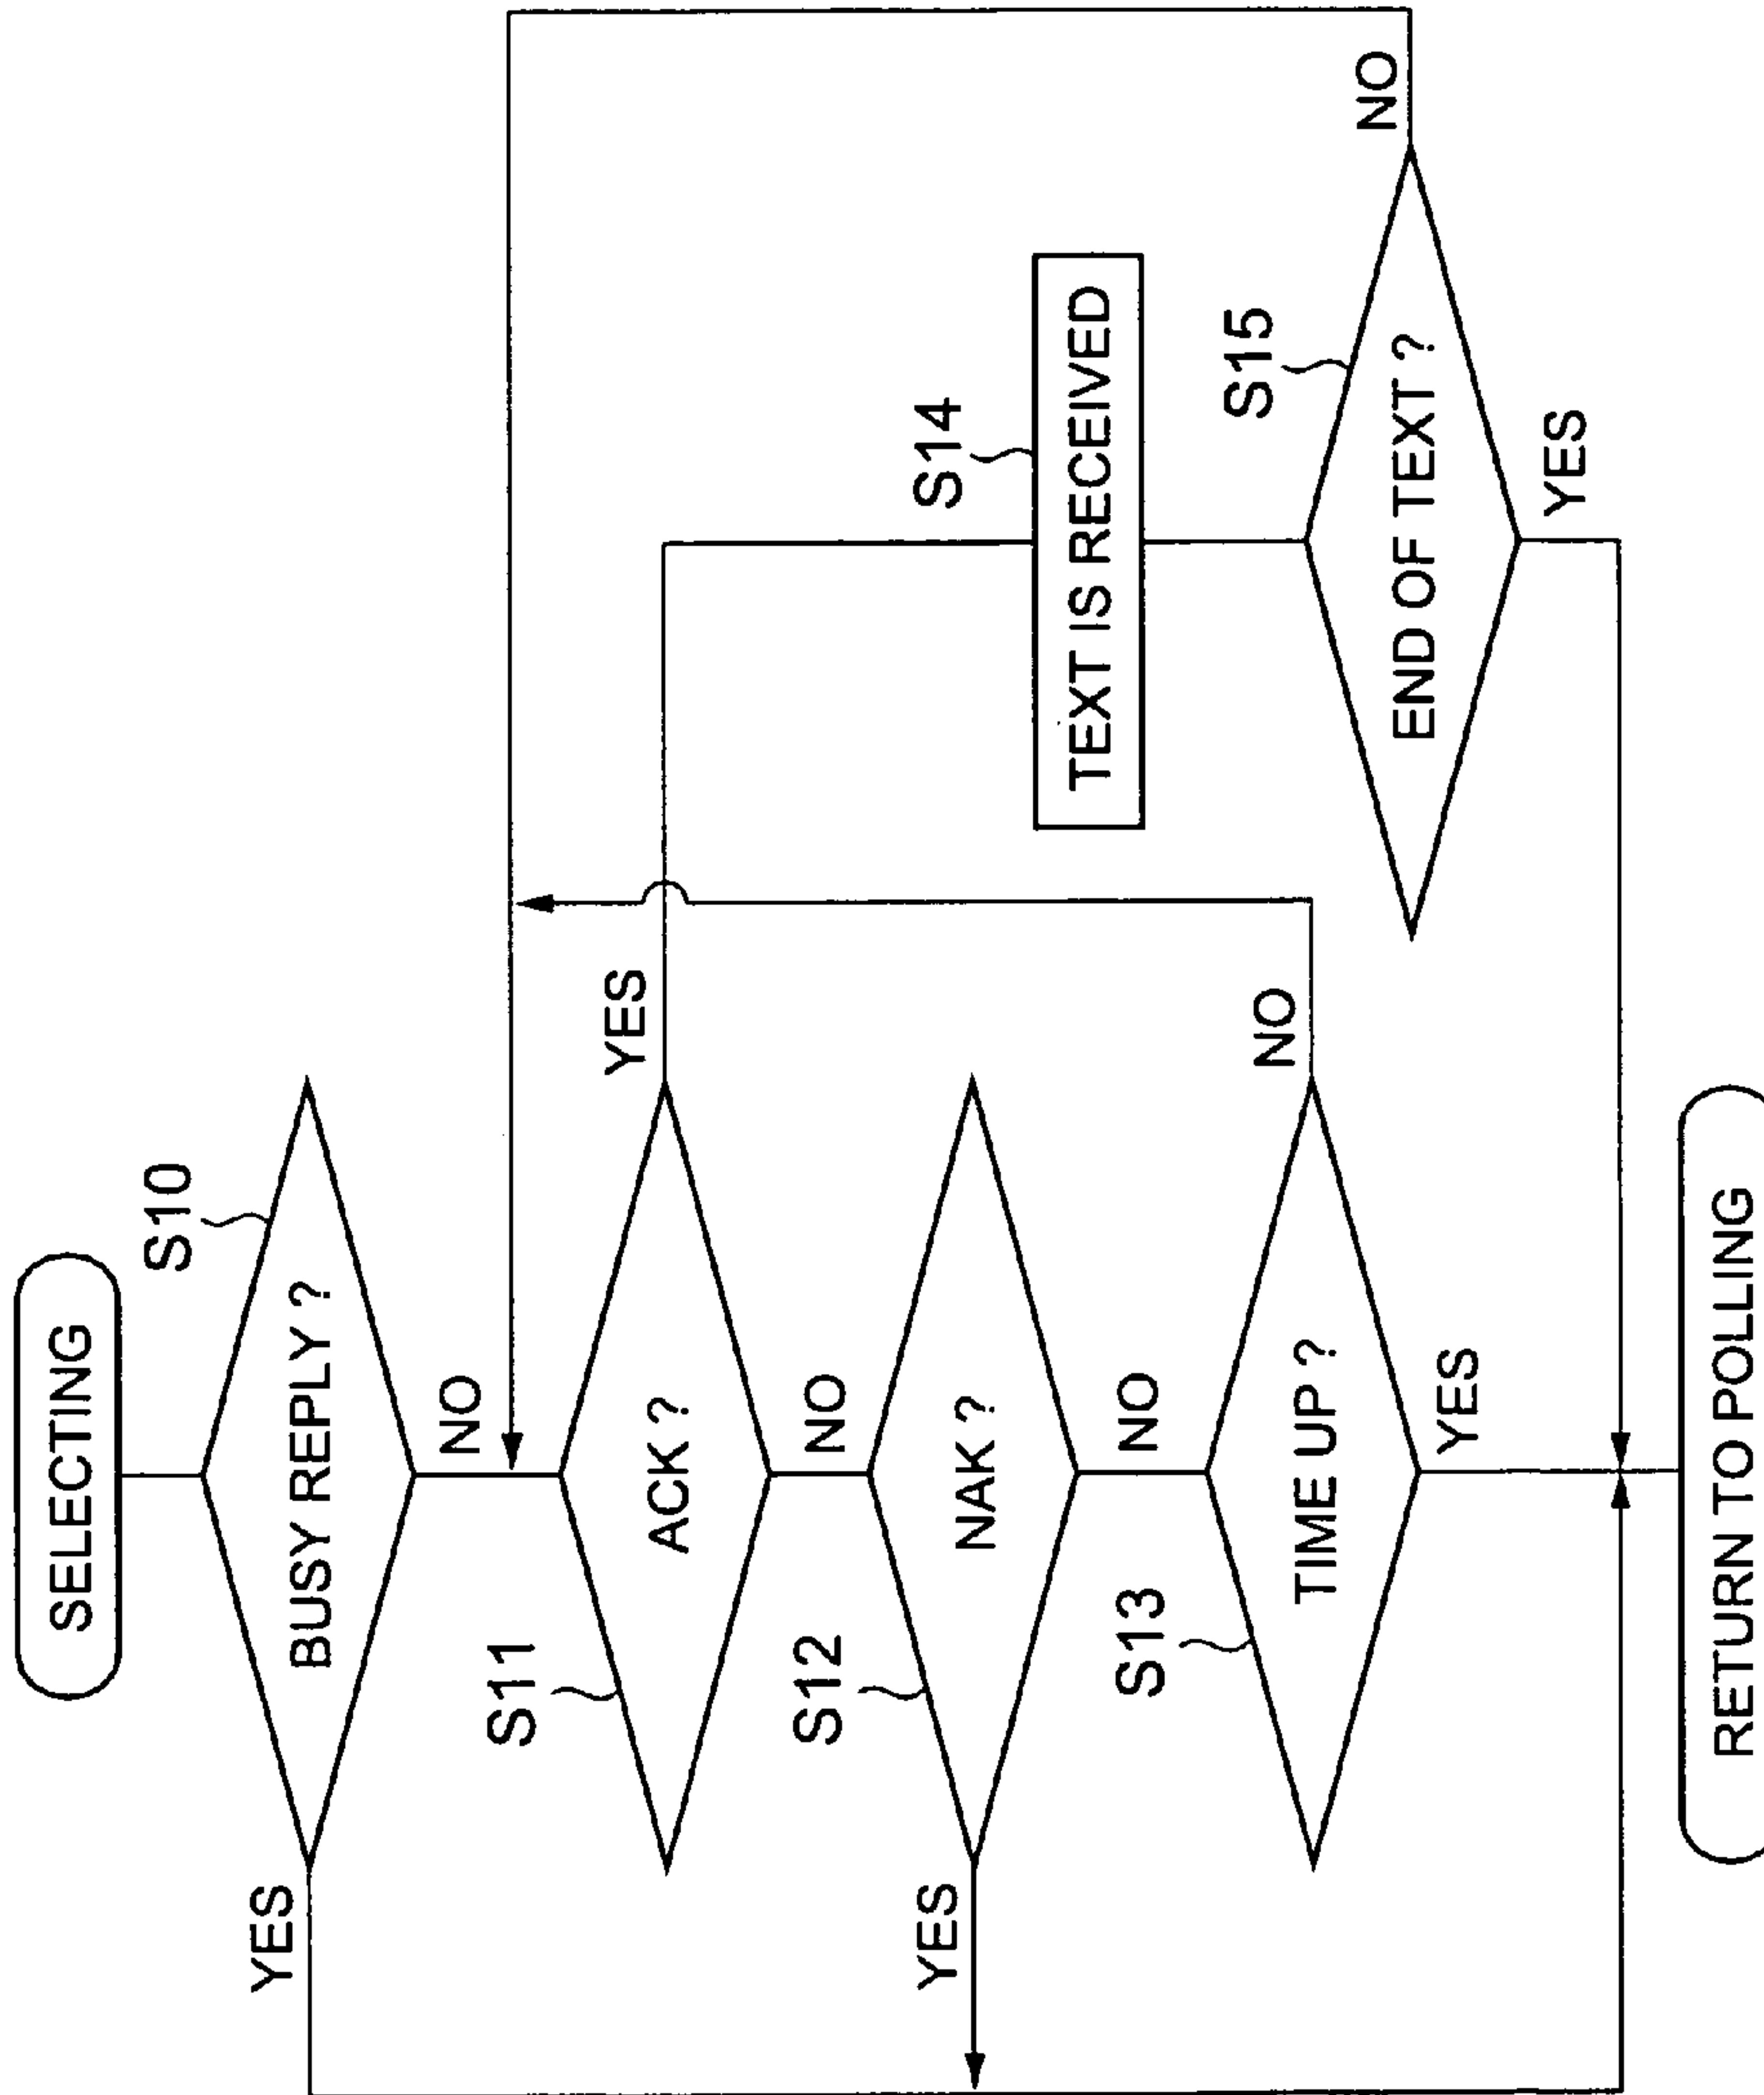 SELECTING
S10
BUSY REPLY ?
YES
NO
S11
ACK ?
YES
NO
S12
NAK ?
YES
NO
S13
TIME UP ?
NO
YES
S14
TEXT IS RECEIVED
S15
END OF TEXT ?
NO
YES
RETURN TO POLLING